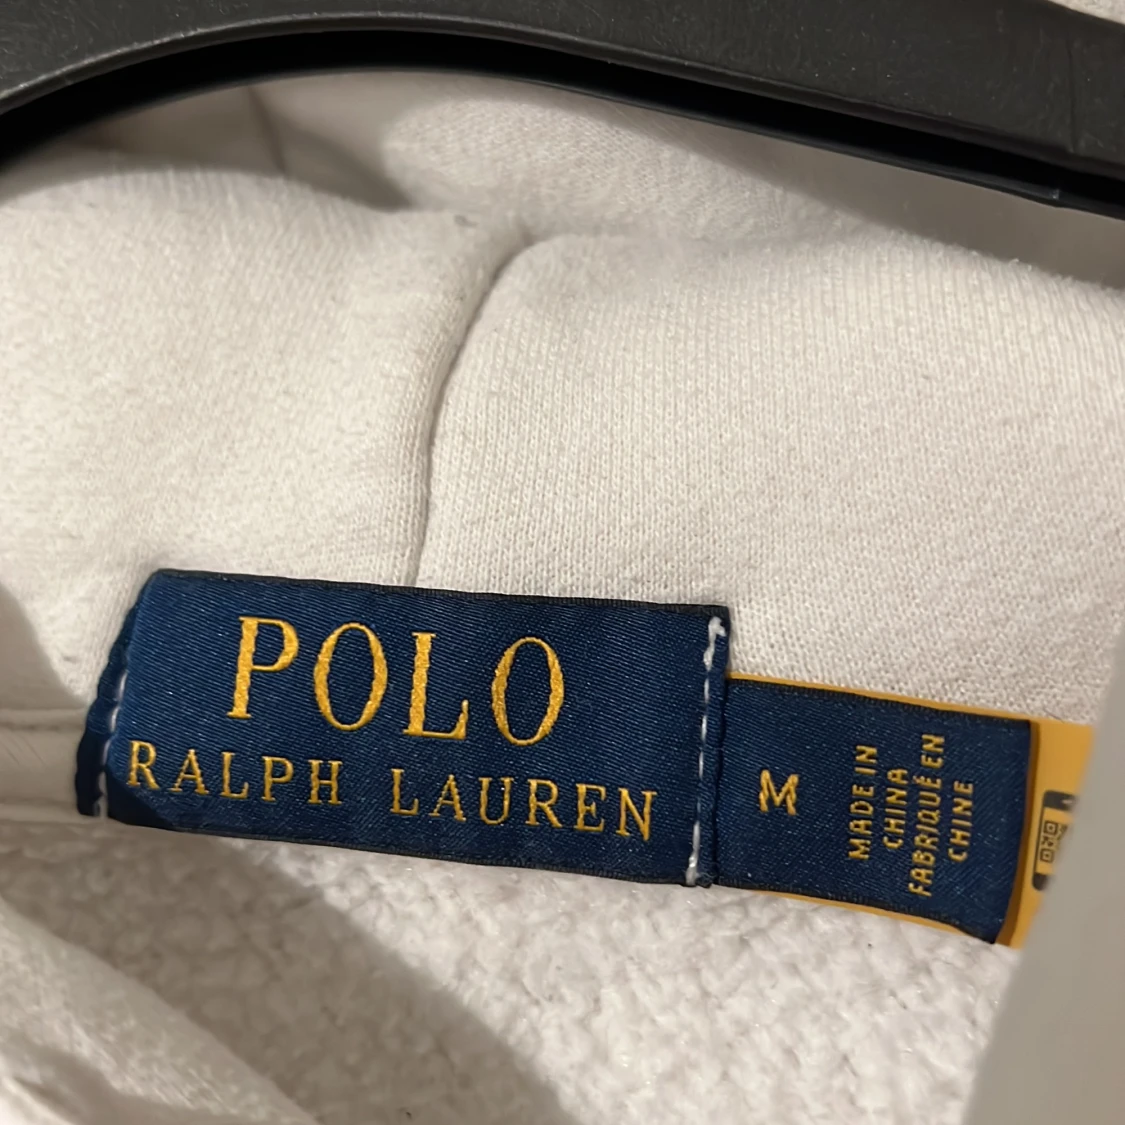 POLO
RALPH LAUREN
M
MADE IN
CHINA
FABRIQUÉ EN
CHINE